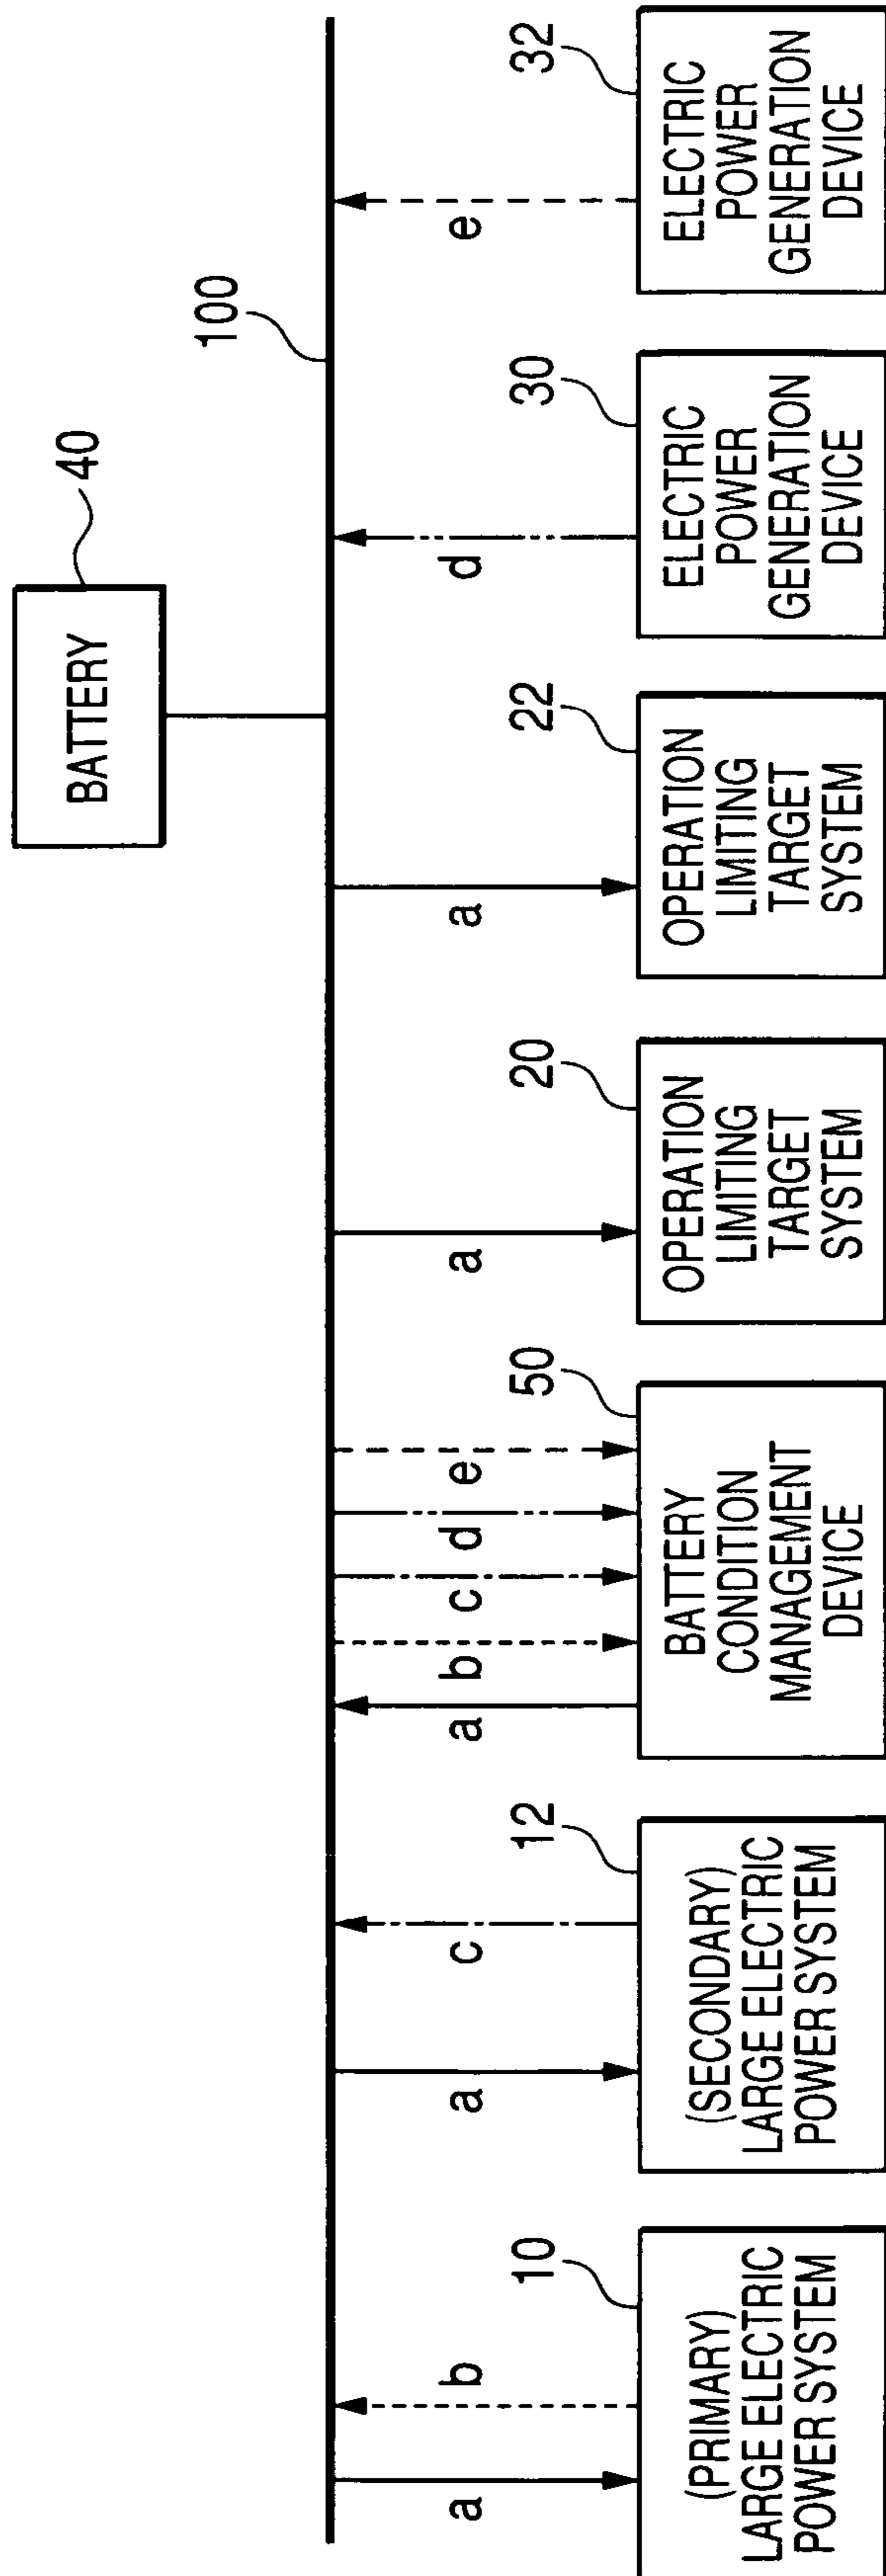 BATTERY
40
100
a
b
a
c
a
b
c
d
e
a
a
d
e
10
12
50
20
22
30
32
(PRIMARY)
LARGE ELECTRIC
POWER SYSTEM
(SECONDARY)
LARGE ELECTRIC
POWER SYSTEM
BATTERY
CONDITION
MANAGEMENT
DEVICE
OPERATION
LIMITING
TARGET
SYSTEM
OPERATION
LIMITING
TARGET
SYSTEM
ELECTRIC
POWER
GENERATION
DEVICE
ELECTRIC
POWER
GENERATION
DEVICE